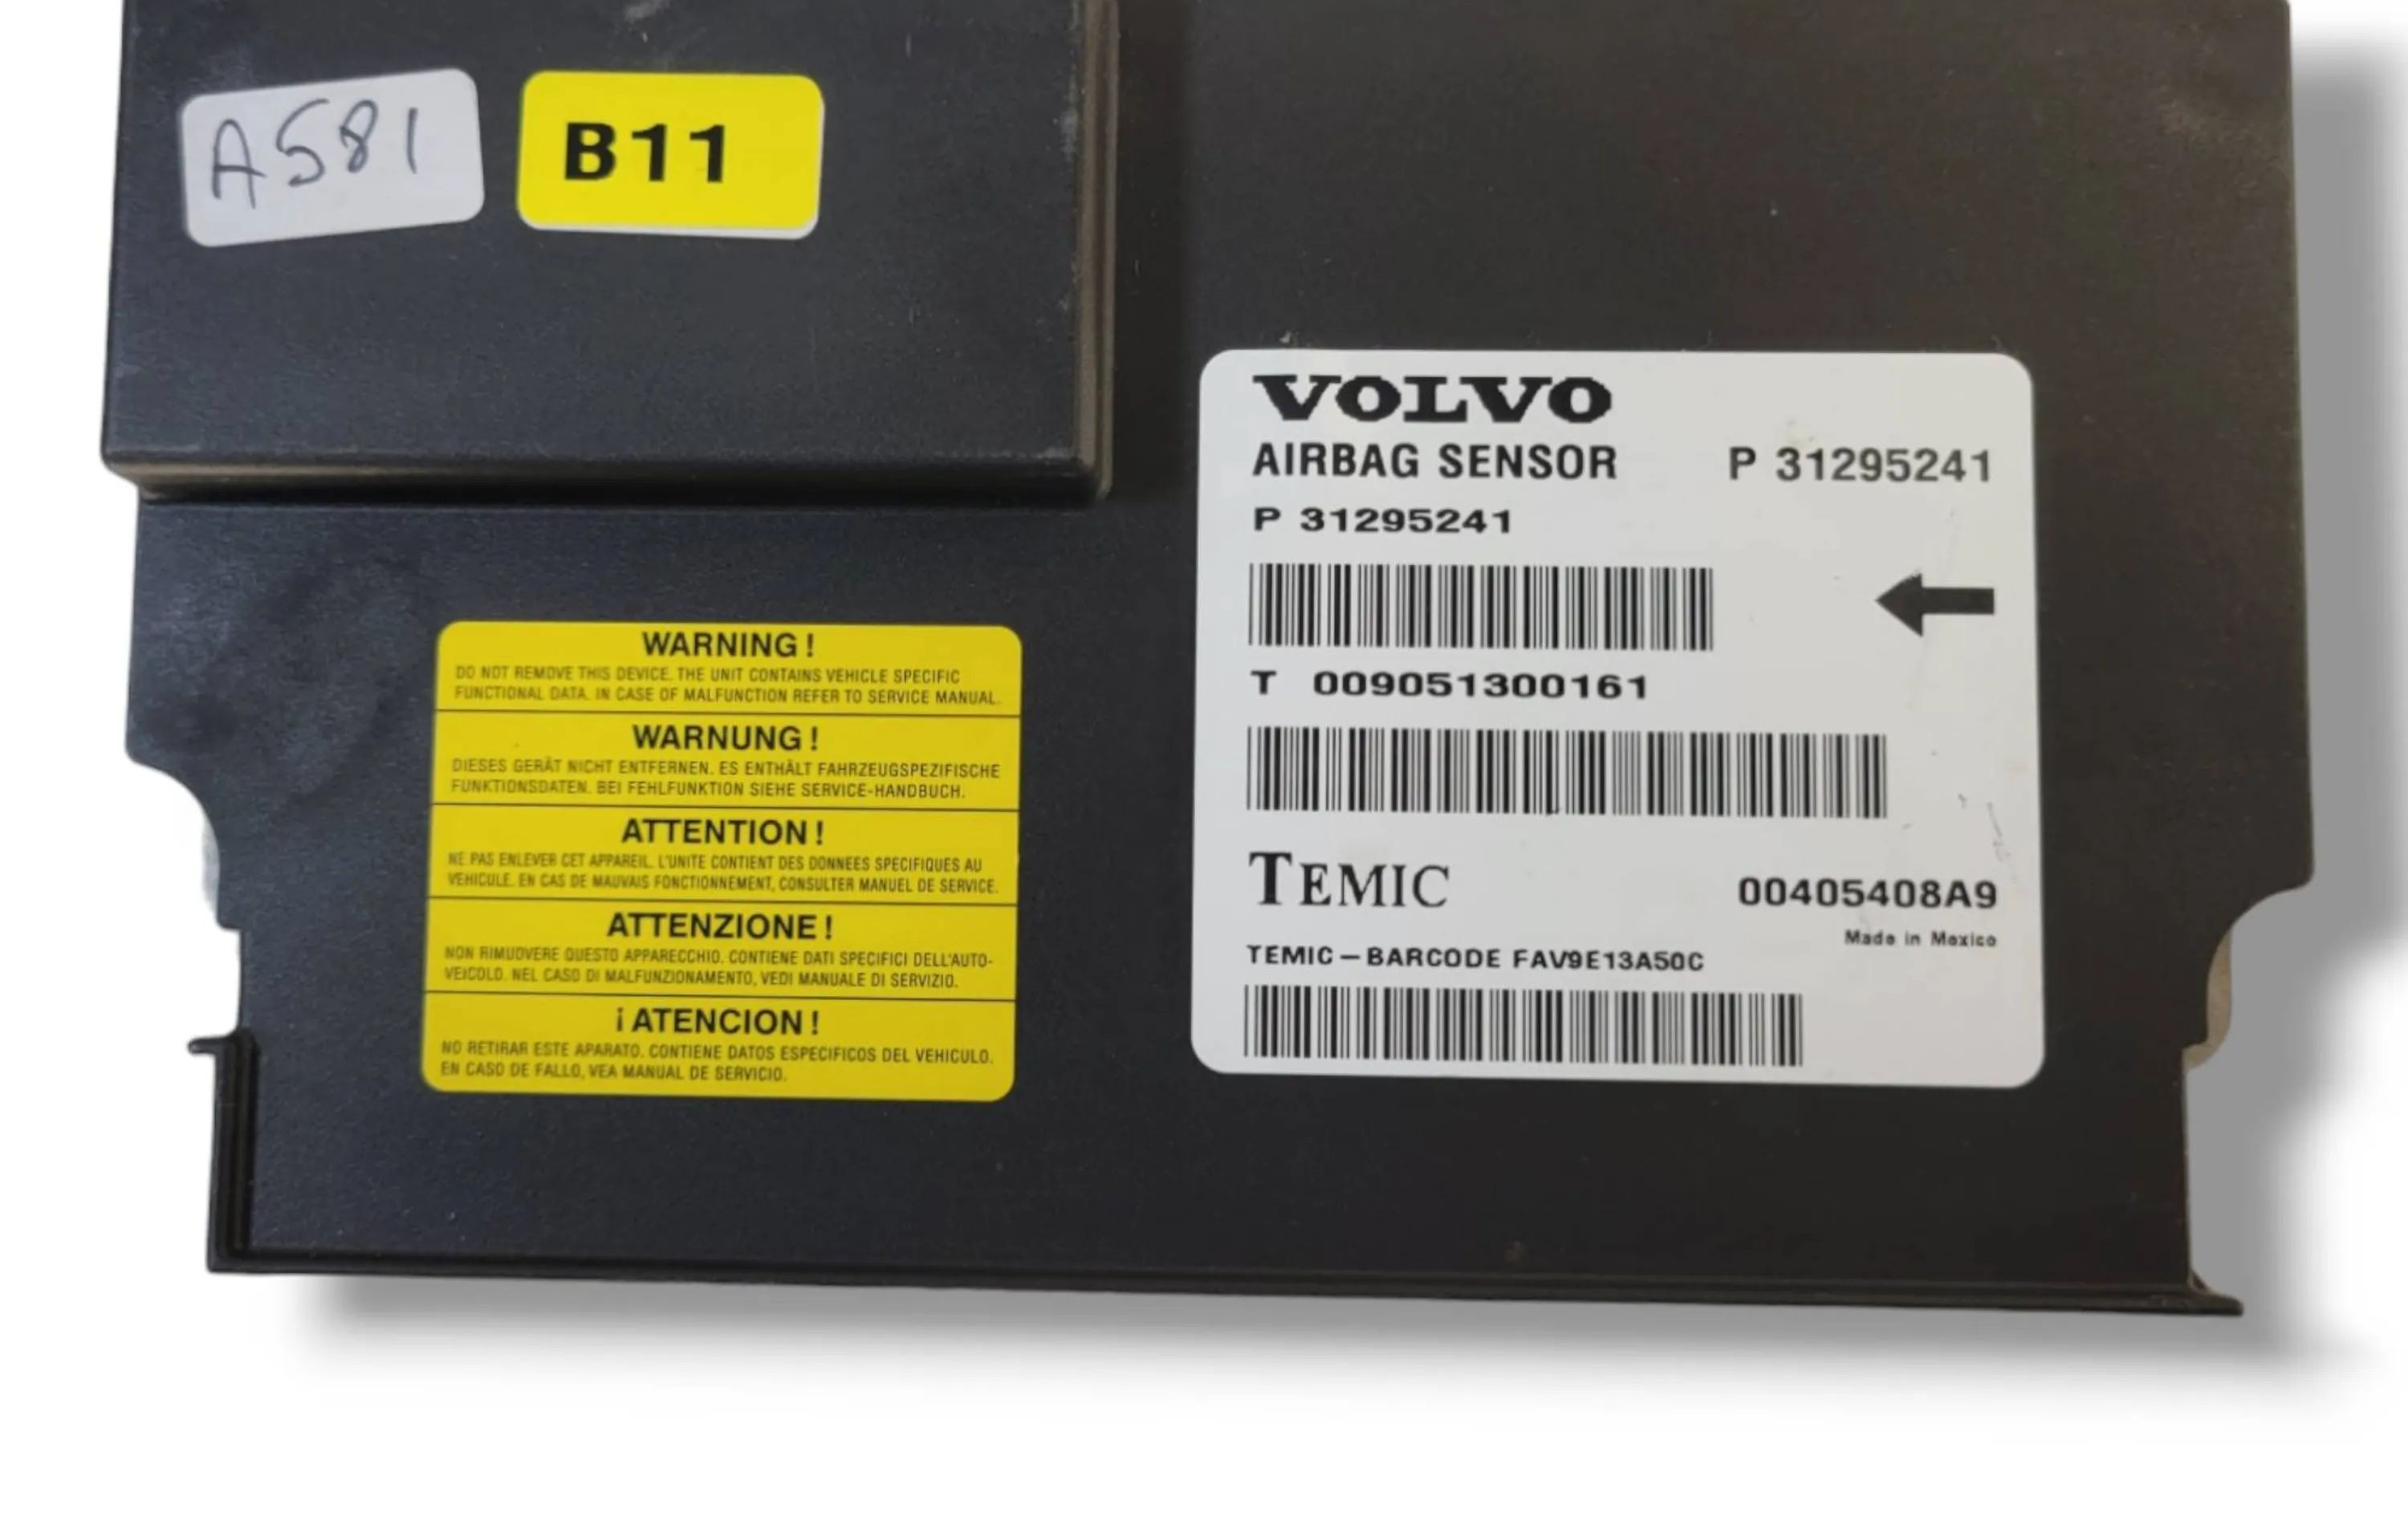 A581
B11
VOLVO
AIRBAG SENSOR P 31295241
P 31295241
T 009051300161
TEMIC 00405408A9
Made in Mexico
TEMIC-BARCODE FAV9E13A50C
WARNING!
DO NOT REMOVE THIS DEVICE. THE UNIT CONTAINS VEHICLE SPECIFIC
FUNCTIONAL DATA. IN CASE OF MALFUNCTION REFER TO SERVICE MANUAL.
WARNUNG!
DIESES GERÄT NICHT ENTFERNEN. ES ENTHÄLT FAHRZEUGSPEZIFISCHE
FUNKTIONSDATEN. BEI FEHLFUNKTION SIEHE SERVICE-HANDBUCH.
ATTENTION!
NE PAS ENLEVER CET APPAREIL. L'UNITE CONTIENT DES DONNEES SPECIFIQUES AU
VEHICULE. EN CAS DE MAUVAIS FONCTIONNEMENT, CONSULTER MANUEL DE SERVICE.
ATTENZIONE!
NON RIMUOVERE QUESTO APPARECCHIO. CONTIENE DATI SPECIFICI DELL'AUTO-
VEICOLO. NEL CASO DI MALFUNZIONAMENTO, VEDI MANUALE DI SERVIZIO.
¡ATENCION!
NO RETIRAR ESTE APARATO. CONTIENE DATOS ESPECIFICOS DEL VEHICULO.
EN CASO DE FALLO, VEA MANUAL DE SERVICIO.